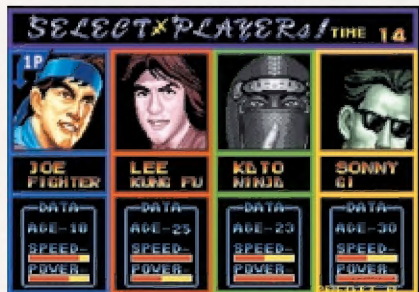 SELECT PLAYERS! TIME 14
1P
JOE
FIGHTER
LEE
KUNG FU
KATO
NINJA
SONNY
CI
DATA
AGE-18
SPEED-
POWER-
DATA
AGE-25
SPEED-
POWER-
DATA
AGE-23
SPEED-
POWER-
DATA
AGE-30
SPEED-
POWER-